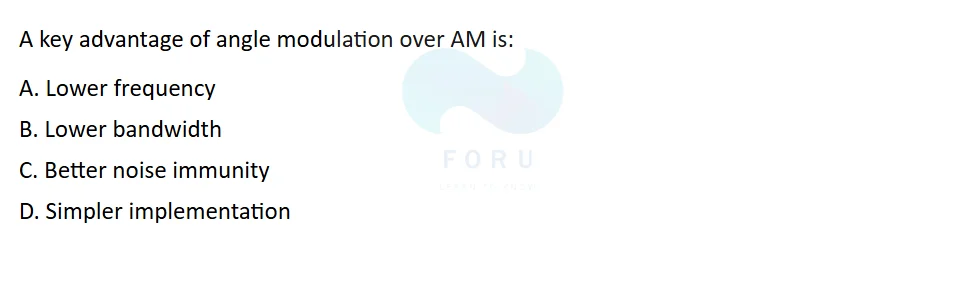 A key advantage of angle modulation over AM is:
A. Lower frequency
B. Lower bandwidth
FORU
C. Better noise immunity
D. Simpler implementation